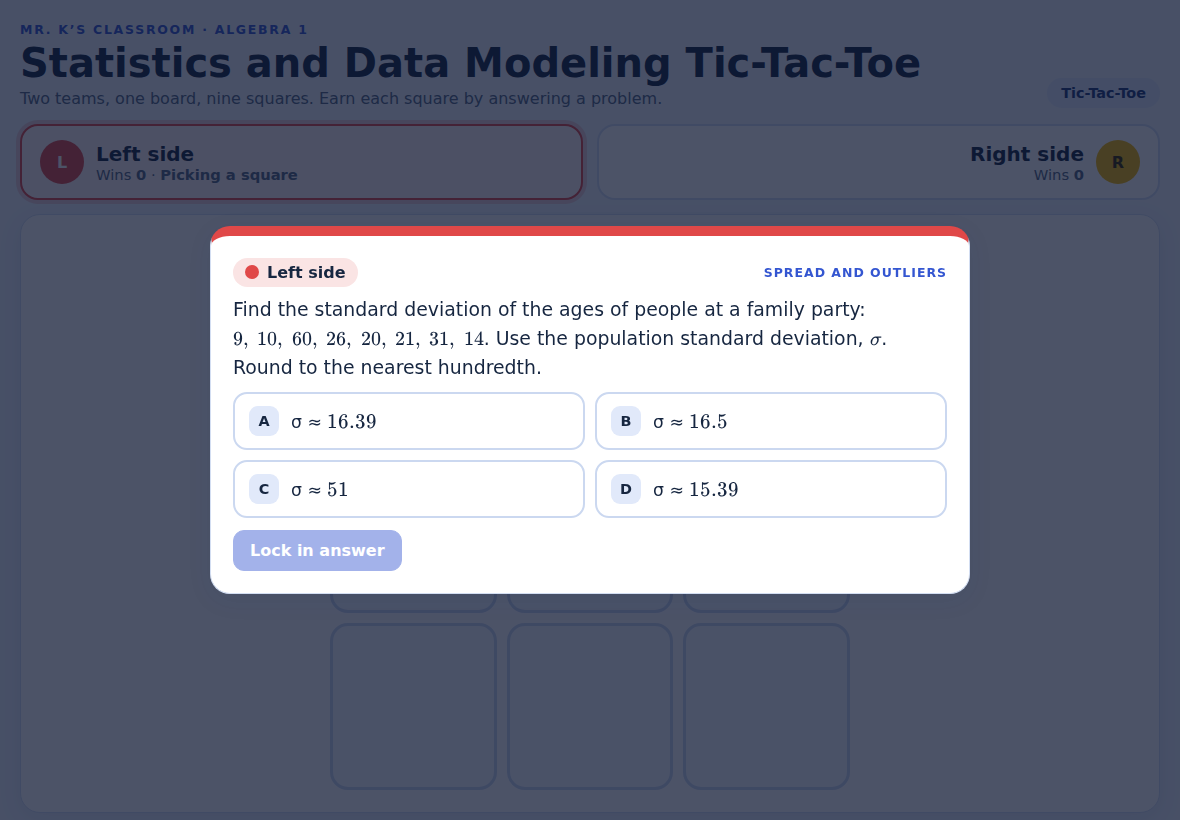 MR. K’S CLASSROOM · ALGEBRA 1
Statistics and Data Modeling Tic-Tac-Toe
Two teams, one board, nine squares. Earn each square by answering a problem.
Tic-Tac-Toe
L
Left side
Wins 0 · Picking a square
Right side
Wins 0
R
Left side
SPREAD AND OUTLIERS
Find the standard deviation of the ages of people at a family party:
9, 10, 60, 26, 20, 21, 31, 14. Use the population standard deviation, σ.
Round to the nearest hundredth.
A σ ≈ 16.39
B σ ≈ 16.5
C σ ≈ 51
D σ ≈ 15.39
Lock in answer